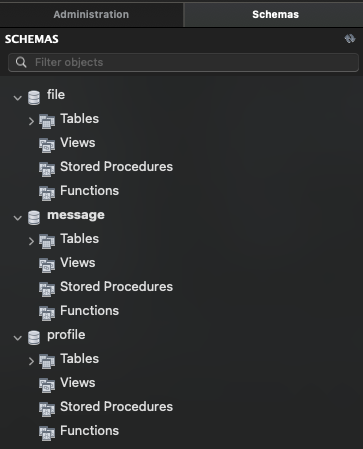 Administration
Schemas
SCHEMAS
Filter objects
file
Tables
Views
Stored Procedures
Functions
message
Tables
Views
Stored Procedures
Functions
profile
Tables
Views
Stored Procedures
Functions